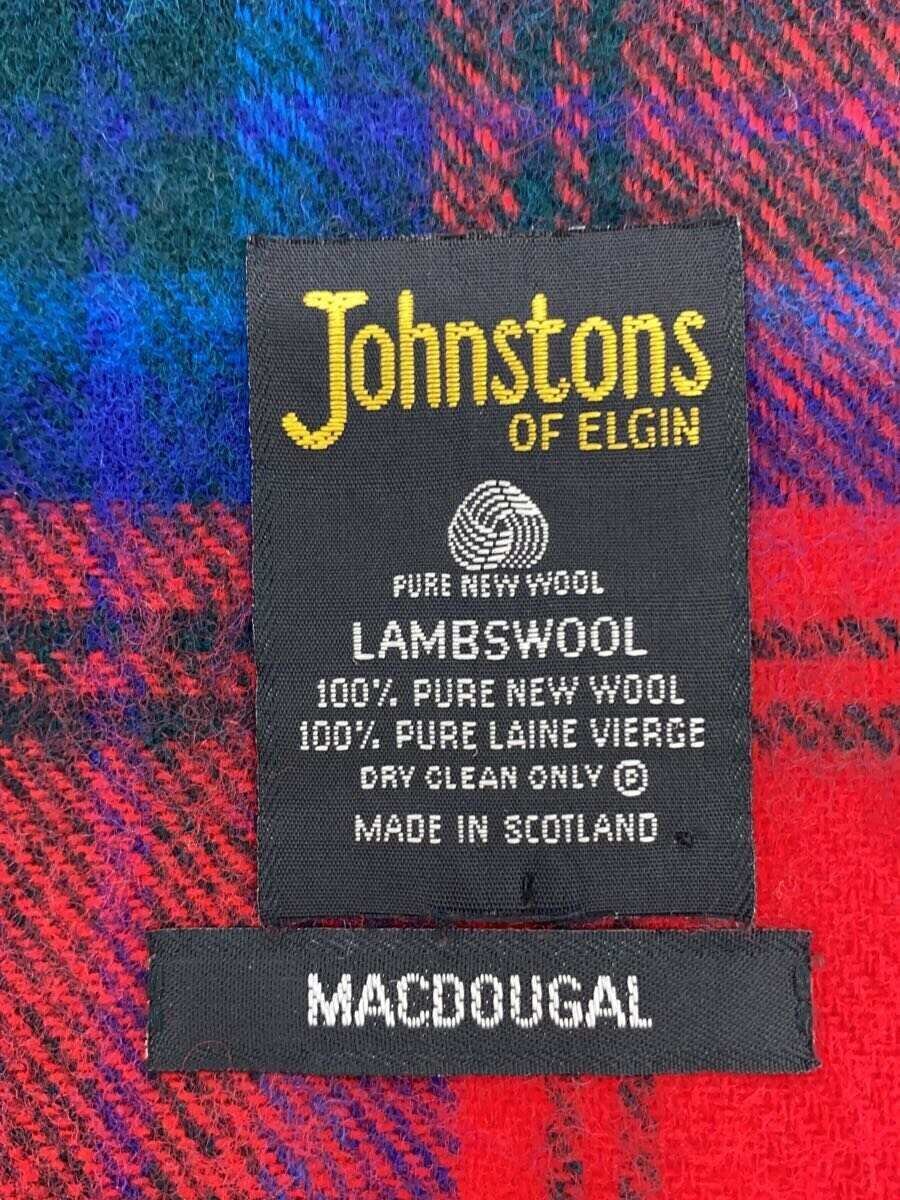 Johnstons
OF ELGIN
PURE NEW WOOL
LAMBSWOOL
100% PURE NEW WOOL
100% PURE LAINE VIERGE
DRY CLEAN ONLY Ⓟ
MADE IN SCOTLAND
MACDOUGAL